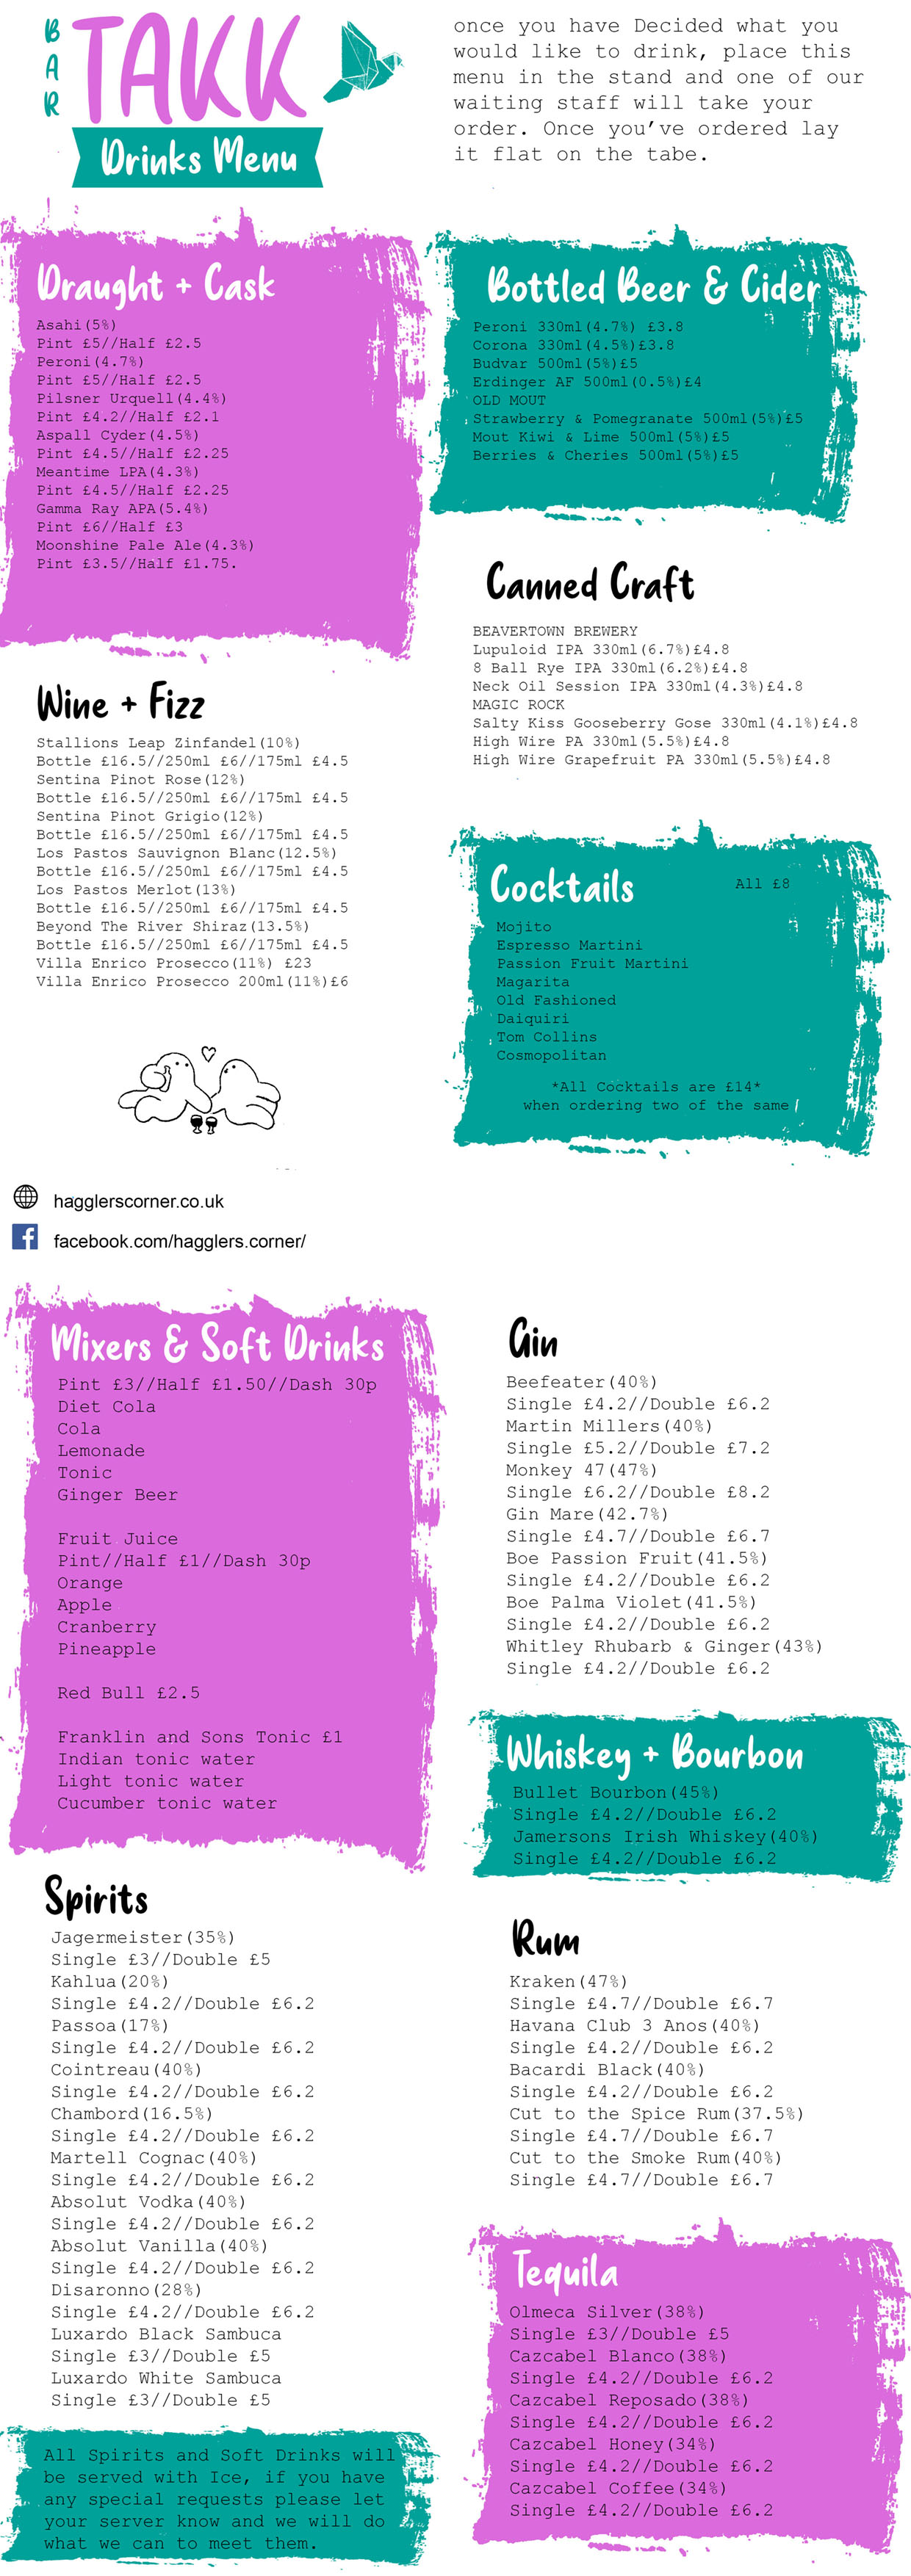 BAR
TAKK
Drinks Menu
once you have Decided what you
would like to drink, place this
menu in the stand and one of our
waiting staff will take your
order. Once you've ordered lay
it flat on the tabe.
Draught + Cask
Asahi(5%)
Pint £5//Half £2.5
Peroni(4.7%)
Pint £5//Half £2.5
Pilsner Urquell(4.4%)
Pint £4.2//Half £2.1
Aspall Cyder(4.5%)
Pint £4.5//Half £2.25
Meantime LPA(4.3%)
Pint £4.5//Half £2.25
Gamma Ray APA(5.4%)
Pint £6//Half £3
Moonshine Pale Ale(4.3%)
Pint £3.5//Half £1.75.
Bottled Beer & Cider
Peroni 330ml(4.7%) £3.8
Corona 330ml(4.5%)£3.8
Budvar 500ml(5%)£5
Erdinger AF 500ml(0.5%)£4
OLD MOUT
Strawberry & Pomegranate 500ml(5%)£5
Mout Kiwi & Lime 500ml(5%)£5
Berries & Cheries 500ml(5%)£5
Canned Craft
BEAVERTOWN BREWERY
Lupuloid IPA 330ml(6.7%)£4.8
8 Ball Rye IPA 330ml(6.2%)£4.8
Neck Oil Session IPA 330ml(4.3%)£4.8
MAGIC ROCK
Salty Kiss Gooseberry Gose 330ml(4.1%)£4.8
High Wire PA 330ml(5.5%)£4.8
High Wire Grapefruit PA 330ml(5.5%)£4.8
Wine + Fizz
Stallions Leap Zinfandel(10%)
Bottle £16.5//250ml £6//175ml £4.5
Sentina Pinot Rose(12%)
Bottle £16.5//250ml £6//175ml £4.5
Sentina Pinot Grigio(12%)
Bottle £16.5//250ml £6//175ml £4.5
Los Pastos Sauvignon Blanc(12.5%)
Bottle £16.5//250ml £6//175ml £4.5
Los Pastos Merlot(13%)
Bottle £16.5//250ml £6//175ml £4.5
Beyond The River Shiraz(13.5%)
Bottle £16.5//250ml £6//175ml £4.5
Villa Enrico Prosecco(11%) £23
Villa Enrico Prosecco 200ml(11%)£6
Cocktails
All £8
Mojito
Espresso Martini
Passion Fruit Martini
Magarita
Old Fashioned
Daiquiri
Tom Collins
Cosmopolitan
*All Cocktails are £14*
when ordering two of the same
hagglerscorner.co.uk
facebook.com/hagglers.corner/
Mixers & Soft Drinks
Pint £3//Half £1.50//Dash 30p
Diet Cola
Cola
Lemonade
Tonic
Ginger Beer
Fruit Juice
Pint//Half £1//Dash 30p
Orange
Apple
Cranberry
Pineapple
Red Bull £2.5
Franklin and Sons Tonic £1
Indian tonic water
Light tonic water
Cucumber tonic water
Gin
Beefeater(40%)
Single £4.2//Double £6.2
Martin Millers(40%)
Single £5.2//Double £7.2
Monkey 47(47%)
Single £6.2//Double £8.2
Gin Mare(42.7%)
Single £4.7//Double £6.7
Boe Passion Fruit(41.5%)
Single £4.2//Double £6.2
Boe Palma Violet(41.5%)
Single £4.2//Double £6.2
Whitley Rhubarb & Ginger(43%)
Single £4.2//Double £6.2
Whiskey + Bourbon
Bullet Bourbon(45%)
Single £4.2//Double £6.2
Jamersons Irish Whiskey(40%)
Single £4.2//Double £6.2
Spirits
Jagermeister(35%)
Single £3//Double £5
Kahlua(20%)
Single £4.2//Double £6.2
Passoa(17%)
Single £4.2//Double £6.2
Cointreau(40%)
Single £4.2//Double £6.2
Chambord(16.5%)
Single £4.2//Double £6.2
Martell Cognac(40%)
Single £4.2//Double £6.2
Absolut Vodka(40%)
Single £4.2//Double £6.2
Absolut Vanilla(40%)
Single £4.2//Double £6.2
Disaronno(28%)
Single £4.2//Double £6.2
Luxardo Black Sambuca
Single £3//Double £5
Luxardo White Sambuca
Single £3//Double £5
Rum
Kraken(47%)
Single £4.7//Double £6.7
Havana Club 3 Anos(40%)
Single £4.2//Double £6.2
Bacardi Black(40%)
Single £4.2//Double £6.2
Cut to the Spice Rum(37.5%)
Single £4.7//Double £6.7
Cut to the Smoke Rum(40%)
Single £4.7//Double £6.7
Tequila
Olmeca Silver(38%)
Single £3//Double £5
Cazcabel Blanco(38%)
Single £4.2//Double £6.2
Cazcabel Reposado(38%)
Single £4.2//Double £6.2
Cazcabel Honey(34%)
Single £4.2//Double £6.2
Cazcabel Coffee(34%)
Single £4.2//Double £6.2
All Spirits and Soft Drinks will
be served with Ice, if you have
any special requests please let
your server know and we will do
what we can to meet them.